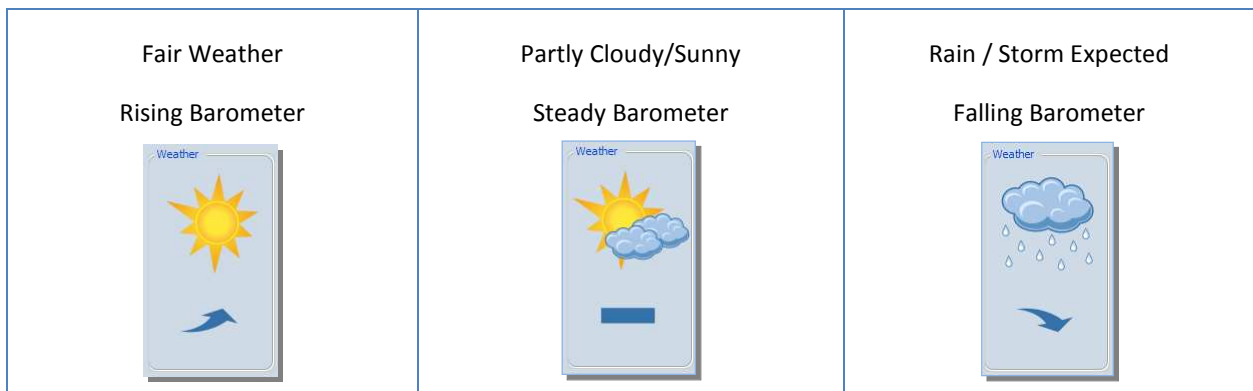 Fair Weather
Rising Barometer
Weather
Partly Cloudy/Sunny
Steady Barometer
Weather
Rain / Storm Expected
Falling Barometer
Weather